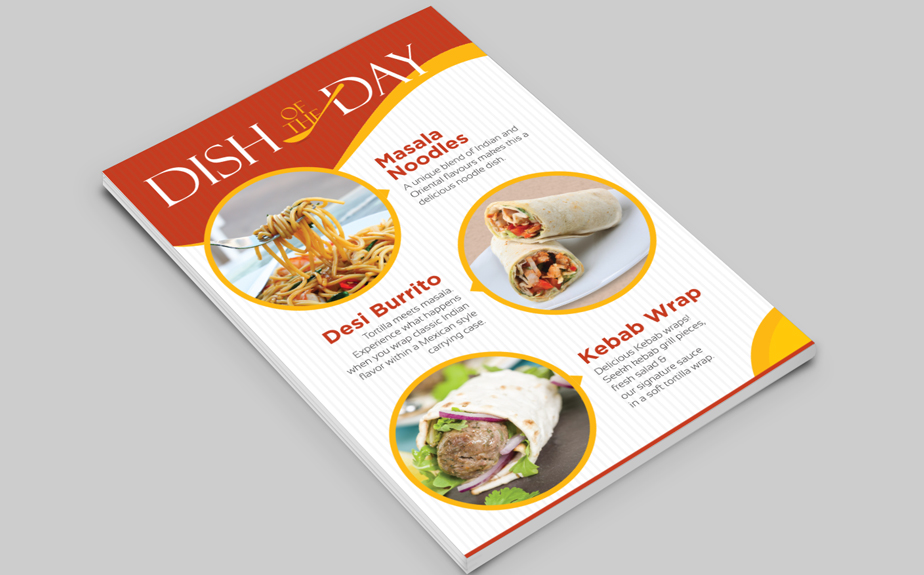 DISH OF THE DAY
Masala
Noodles
A unique blend of Indian and
Oriental flavours makes this a
delicious noodle dish.
Desi Burrito
Tortilla meets masala.
Experience what happens
when you wrap classic Indian
flavor within a Mexican style
carrying case.
Kebab Wrap
Delicious Kebab wraps!
Seehh kebab grill pieces,
fresh salad &
our signature sauce
in a soft tortilla wrap.